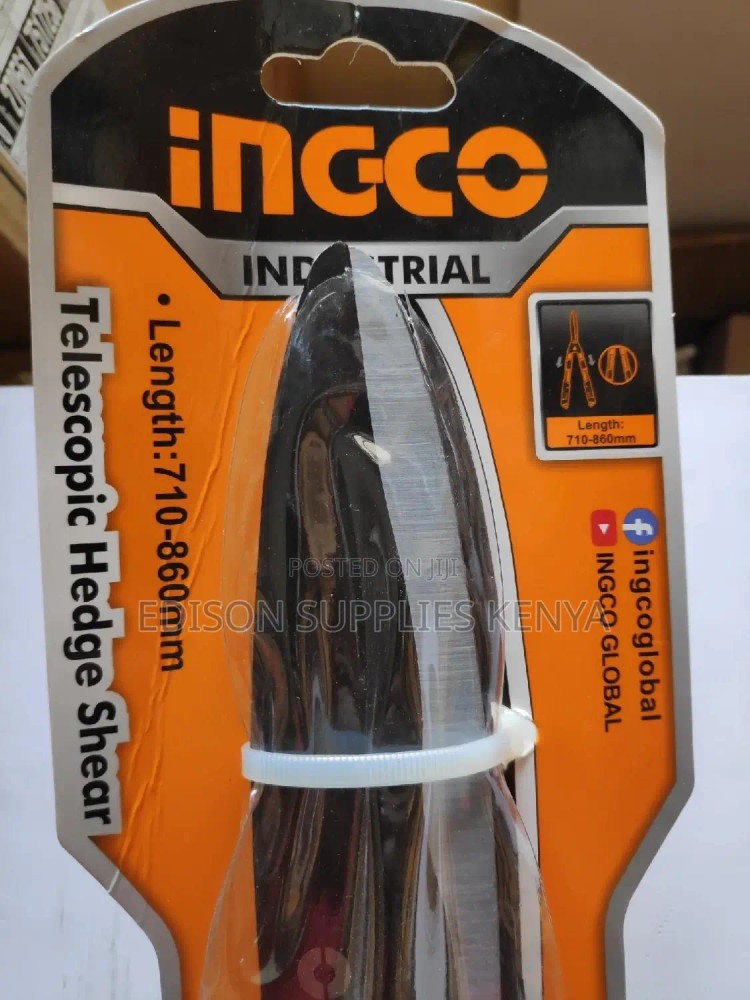 INGCO
INDUSTRIAL
Telescopic Hedge Shear
• Length:710-860mm
Length:
710-860mm
ingcoglobal
INGCO GLOBAL
POSTED ON JIJI
EDISON SUPPLIES KENYA